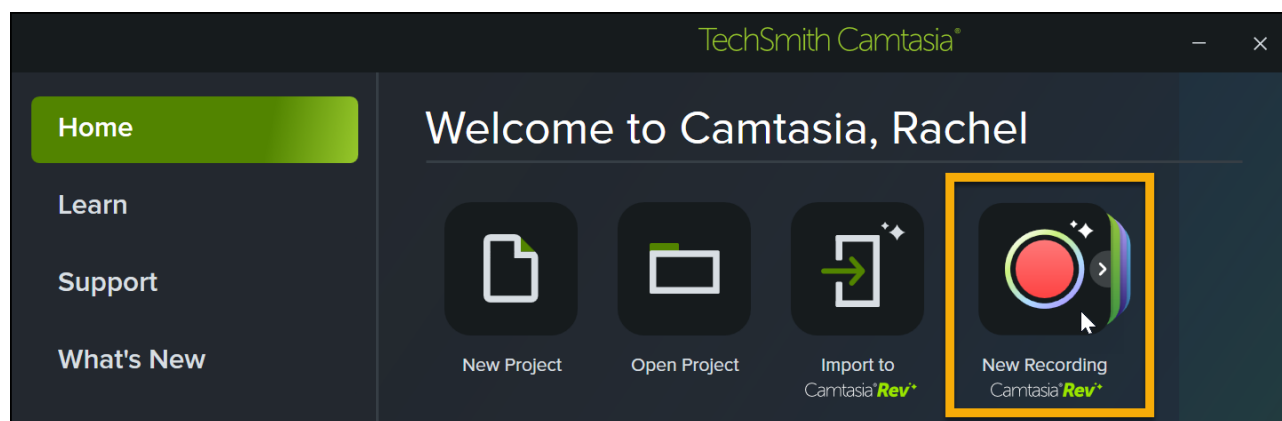 TechSmith Camtasia®
Home
Welcome to Camtasia, Rachel
Learn
Support
What's New
New Project
Open Project
Import to
Camtasia®Rev
New Recording
Camtasia®Rev